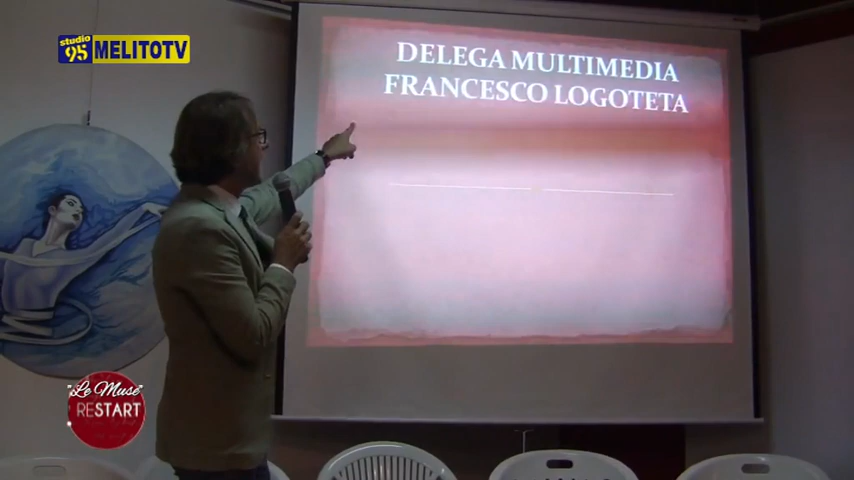 studio
95 MELITOTV
DELEGA MULTIMEDIA
FRANCESCO LOGOTETA
"Le Muse"
RESTART